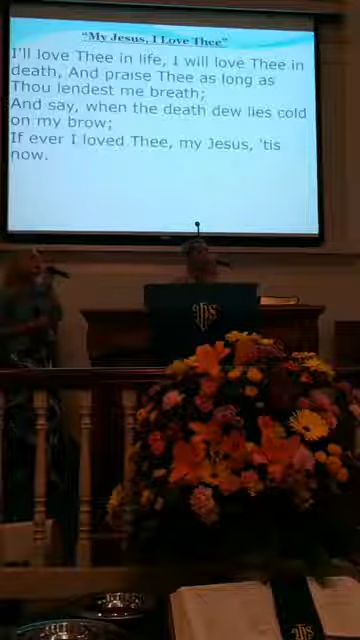 "My Jesus, I Love Thee"
I'll love Thee in life, I will love Thee in
death, And praise Thee as long as
Thou lendest me breath;
And say, when the death dew lies cold
on my brow;
If ever I loved Thee, my Jesus, 'tis
now.
IHS
IHS